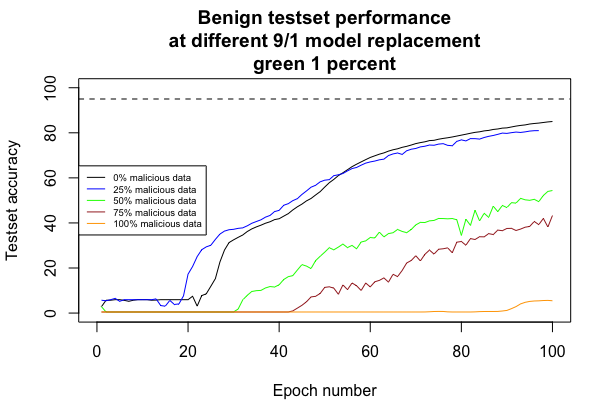 Benign testset performance
at different 9/1 model replacement
green 1 percent
Testset accuracy
100
80
60
40
20
0
0% malicious data
25% malicious data
50% malicious data
75% malicious data
100% malicious data
0 20 40 60 80 100
Epoch number